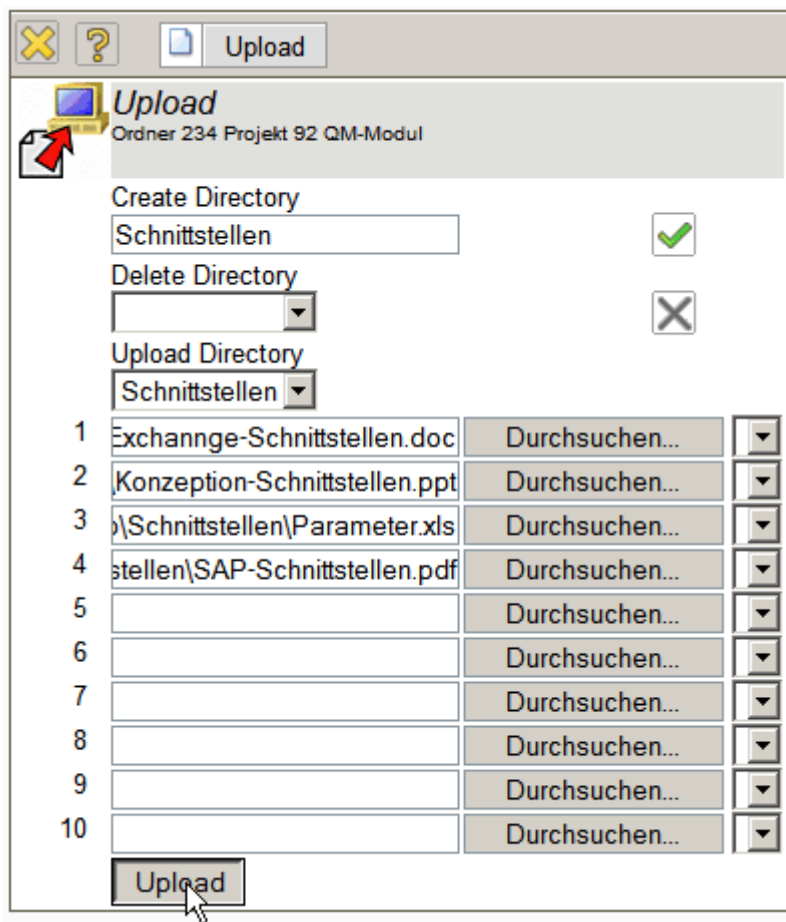 Upload
Upload
Ordner 234 Projekt 92 QM-Modul
Create Directory
Schnittstellen
Delete Directory
Upload Directory
Schnittstellen
1 Exchannge-Schnittstellen.doc Durchsuchen...
2 \Konzeption-Schnittstellen.ppt Durchsuchen...
3 \Schnittstellen\Parameter.xls Durchsuchen...
4 stellen\SAP-Schnittstellen.pdf Durchsuchen...
5 Durchsuchen...
6 Durchsuchen...
7 Durchsuchen...
8 Durchsuchen...
9 Durchsuchen...
10 Durchsuchen...
Upload